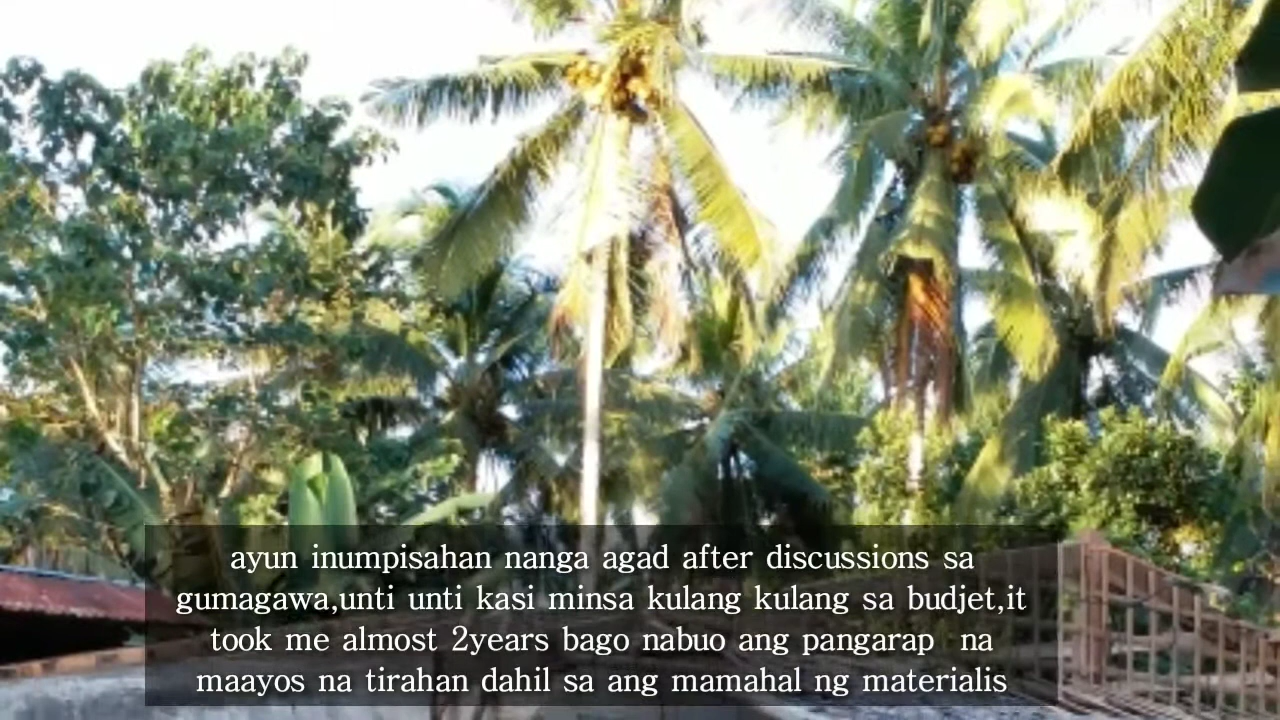 ayun inumpisahan nanga agad after discussions sa
gumagawa,unti unti kasi minsa kulang kulang sa budjet,it
took me almost 2years bago nabuo ang pangarap  na
maayos na tirahan dahil sa ang mamahal ng materialis